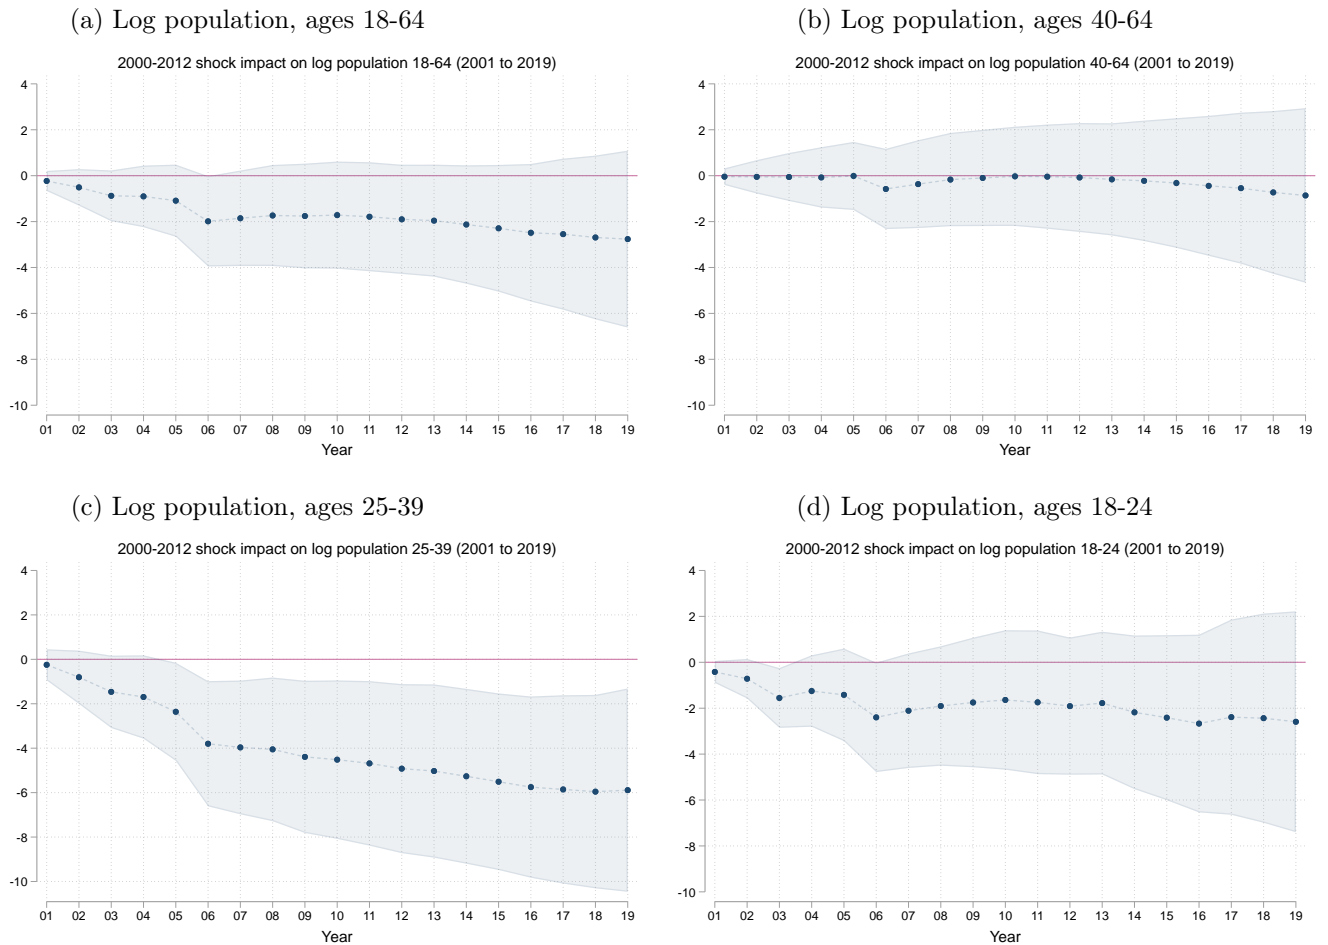 (a) Log population, ages 18-64
2000-2012 shock impact on log population 18-64 (2001 to 2019)
4
2
0
-2
-4
-6
-8
-10
01 02 03 04 05 06 07 08 09 10 11 12 13 14 15 16 17 18 19
Year
(b) Log population, ages 40-64
2000-2012 shock impact on log population 40-64 (2001 to 2019)
4
2
0
-2
-4
-6
-8
-10
01 02 03 04 05 06 07 08 09 10 11 12 13 14 15 16 17 18 19
Year
(c) Log population, ages 25-39
2000-2012 shock impact on log population 25-39 (2001 to 2019)
4
2
0
-2
-4
-6
-8
-10
01 02 03 04 05 06 07 08 09 10 11 12 13 14 15 16 17 18 19
Year
(d) Log population, ages 18-24
2000-2012 shock impact on log population 18-24 (2001 to 2019)
4
2
0
-2
-4
-6
-8
-10
01 02 03 04 05 06 07 08 09 10 11 12 13 14 15 16 17 18 19
Year